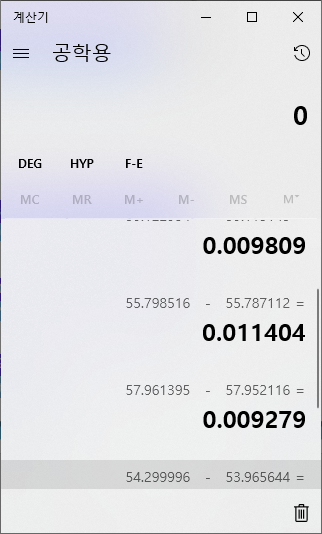 계산기
공학용
0
DEG HYP F-E
MC MR M+ M- MS M˅
0.009809
55.798516 - 55.787112 =
0.011404
57.961395 - 57.952116 =
0.009279
54.299996 - 53.965644 =